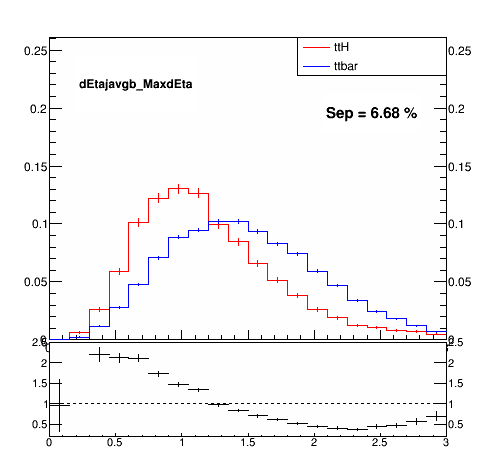 ttH
ttbar
dEtajavgb_MaxdEta
Sep = 6.68 %
0.25 0.25
0.2 0.2
0.15 0.15
0.1 0.1
0.05 0.05
0
2.5 2.5
2 2
1.5 1.5
1 1
0.5 0.5
0 0.5 1 1.5 2 2.5 3